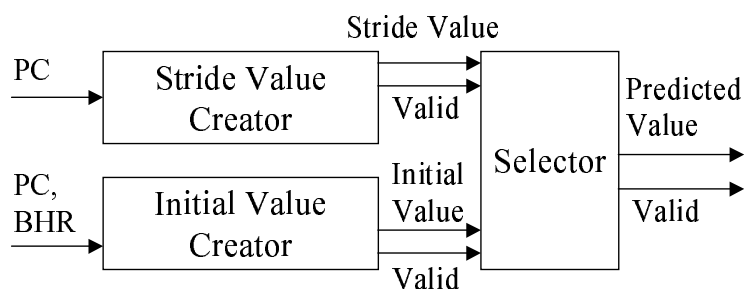 Stride Value
PC
Stride Value
Creator
Valid
Predicted
Value
Selector
PC,
BHR
Initial Value
Creator
Initial
Value
Valid
Valid